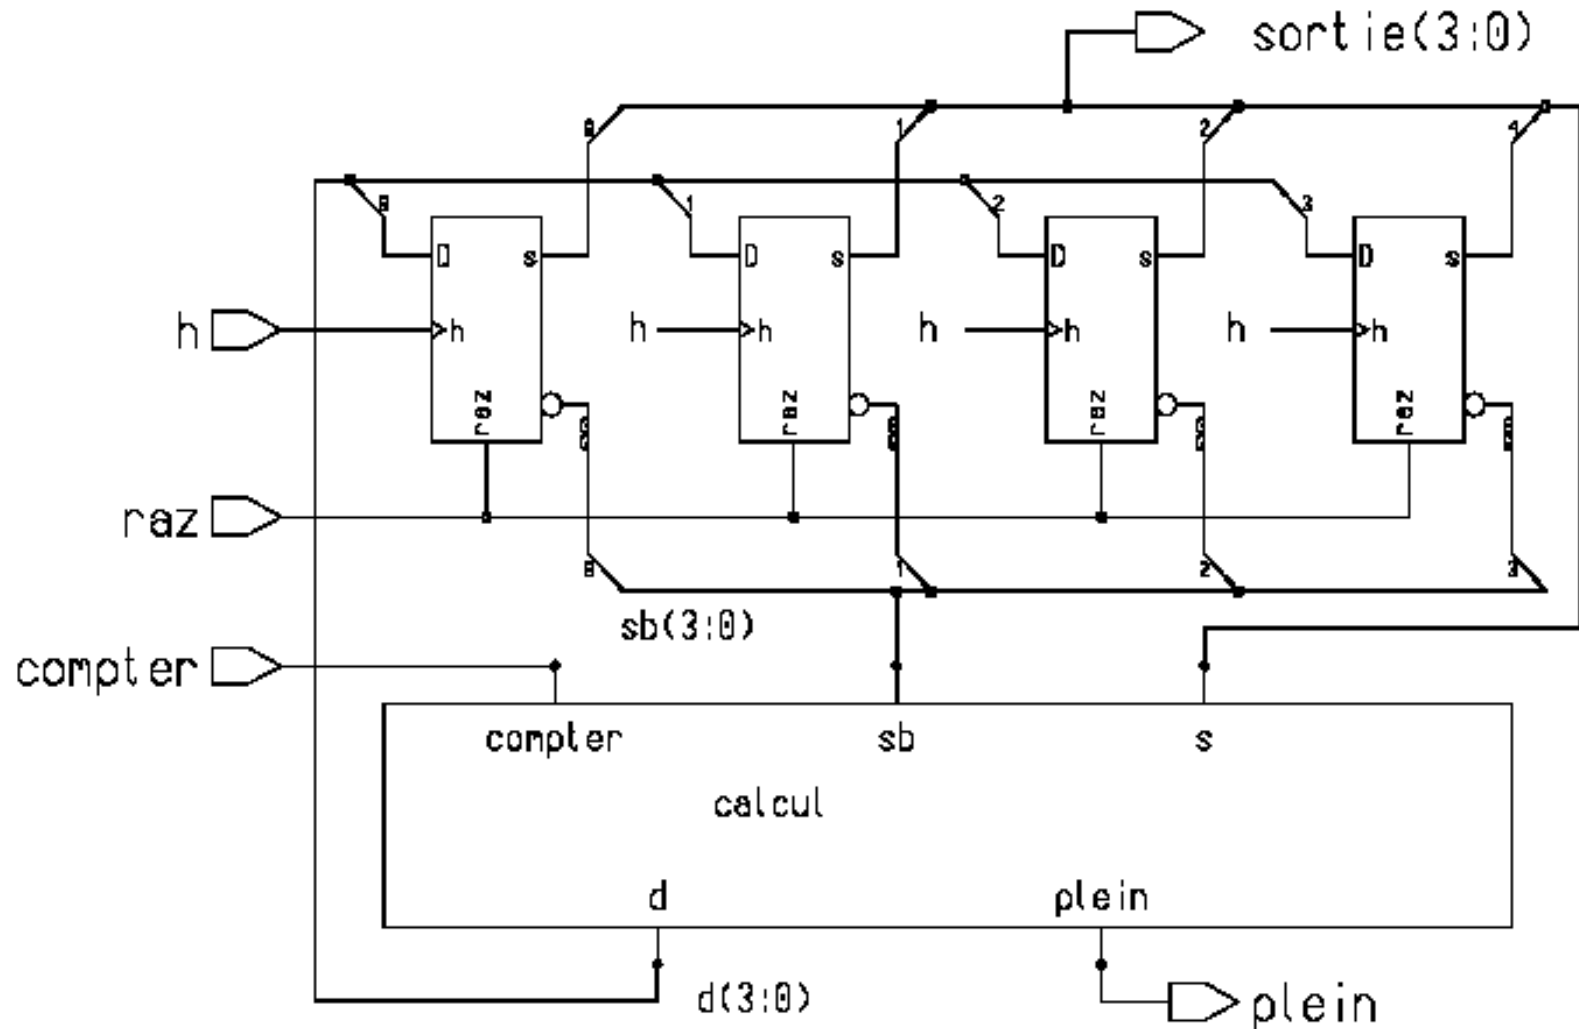 sortie(3:0)
0 1 2 4
0 1 2 3
D s D s D s D s
h h h h h h h h
raz raz raz raz
raz
0 1 2 3
sb(3:0)
compter
compter sb s
calcul
d plein
d(3:0)
plein